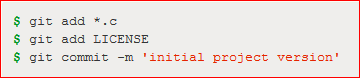 $ git add *.c
$ git add LICENSE
$ git commit -m 'initial project version'